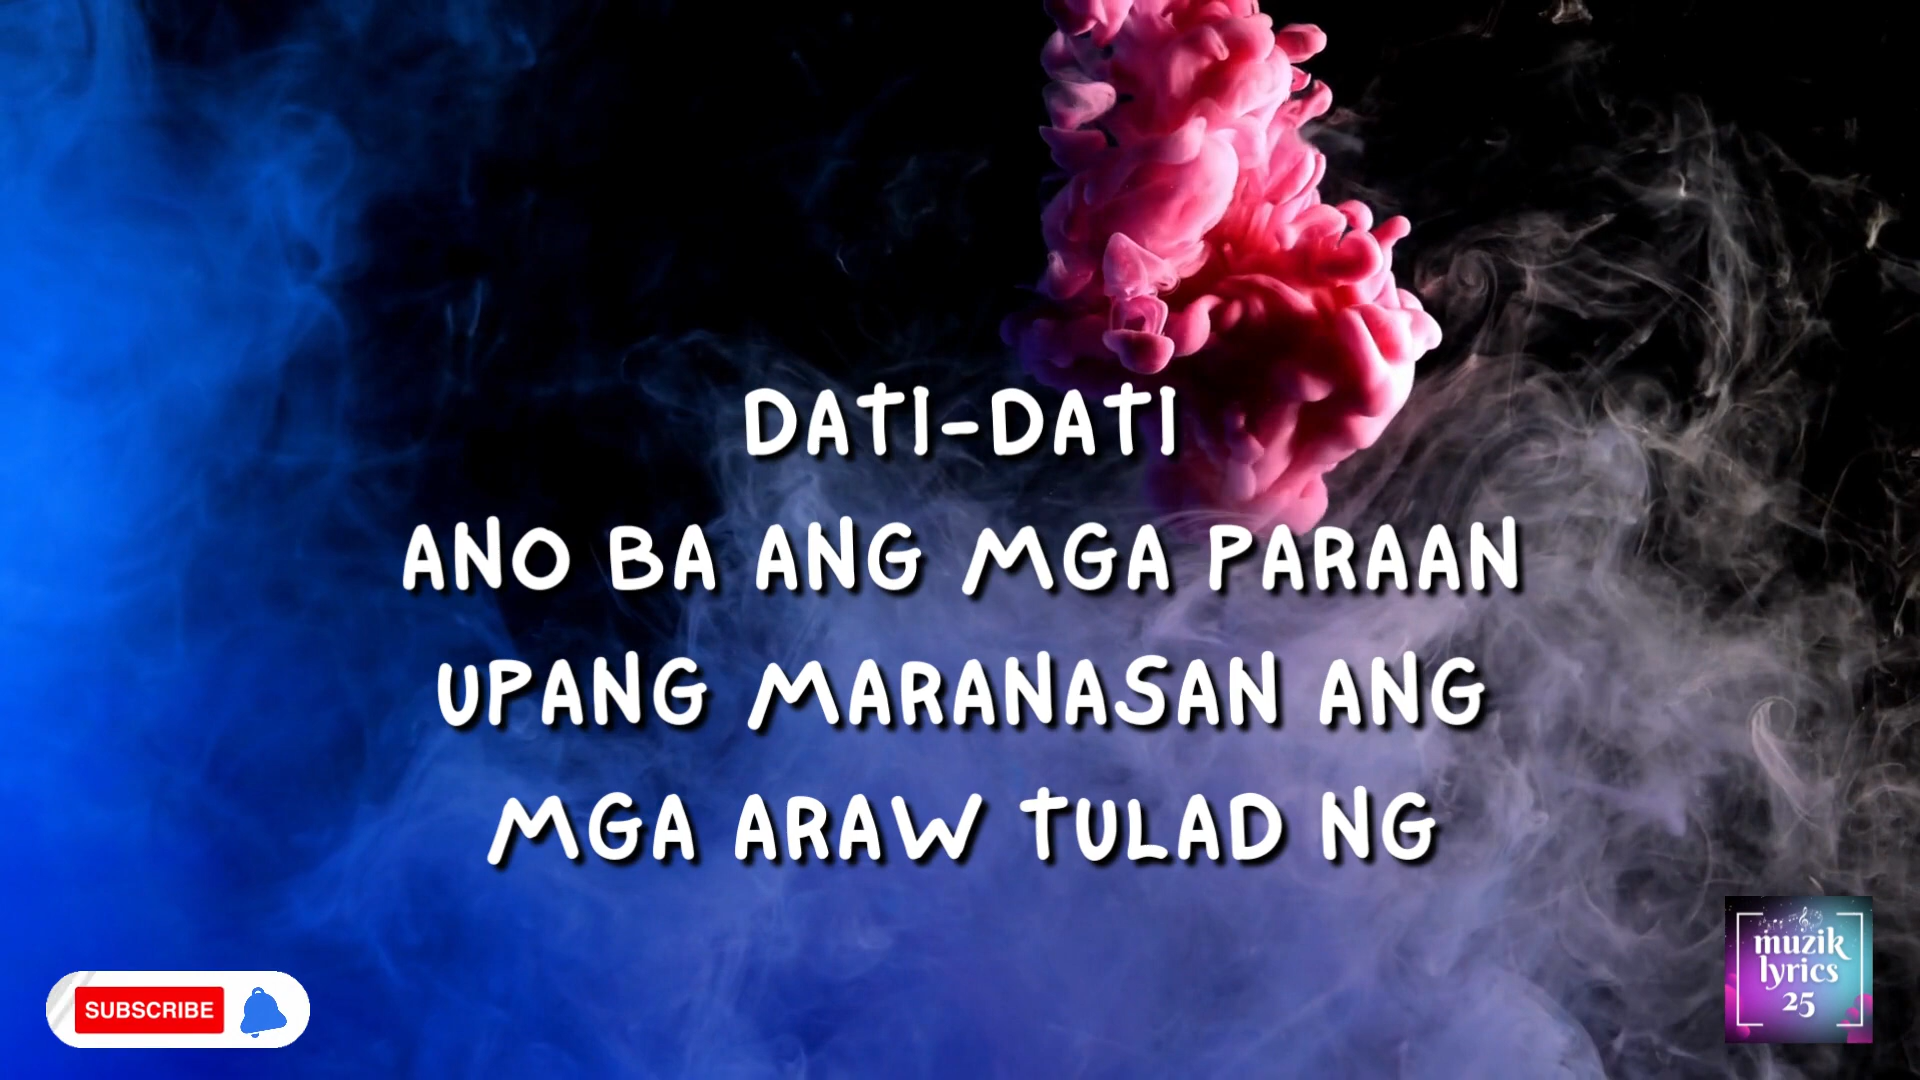 DATI-DATI
ANO BA ANG MGA PARAAN
UPANG MARANASAN ANG
MGA ARAW TULAD NG
SUBSCRIBE
muzik
lyrics
25